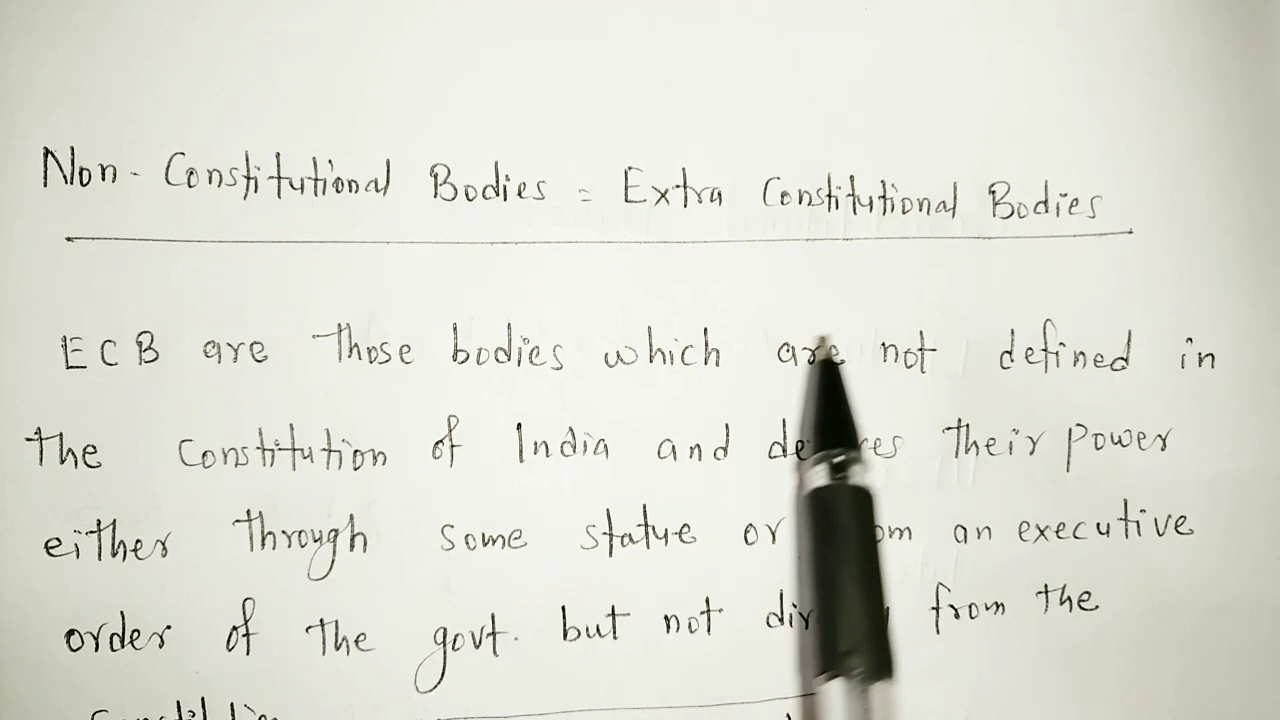 Non-Constitutional Bodies = Extra Constitutional Bodies
ECB are those bodies which are not defined in
the Constitution of India and their power
either through some statue or an executive
order of the govt. but not from the